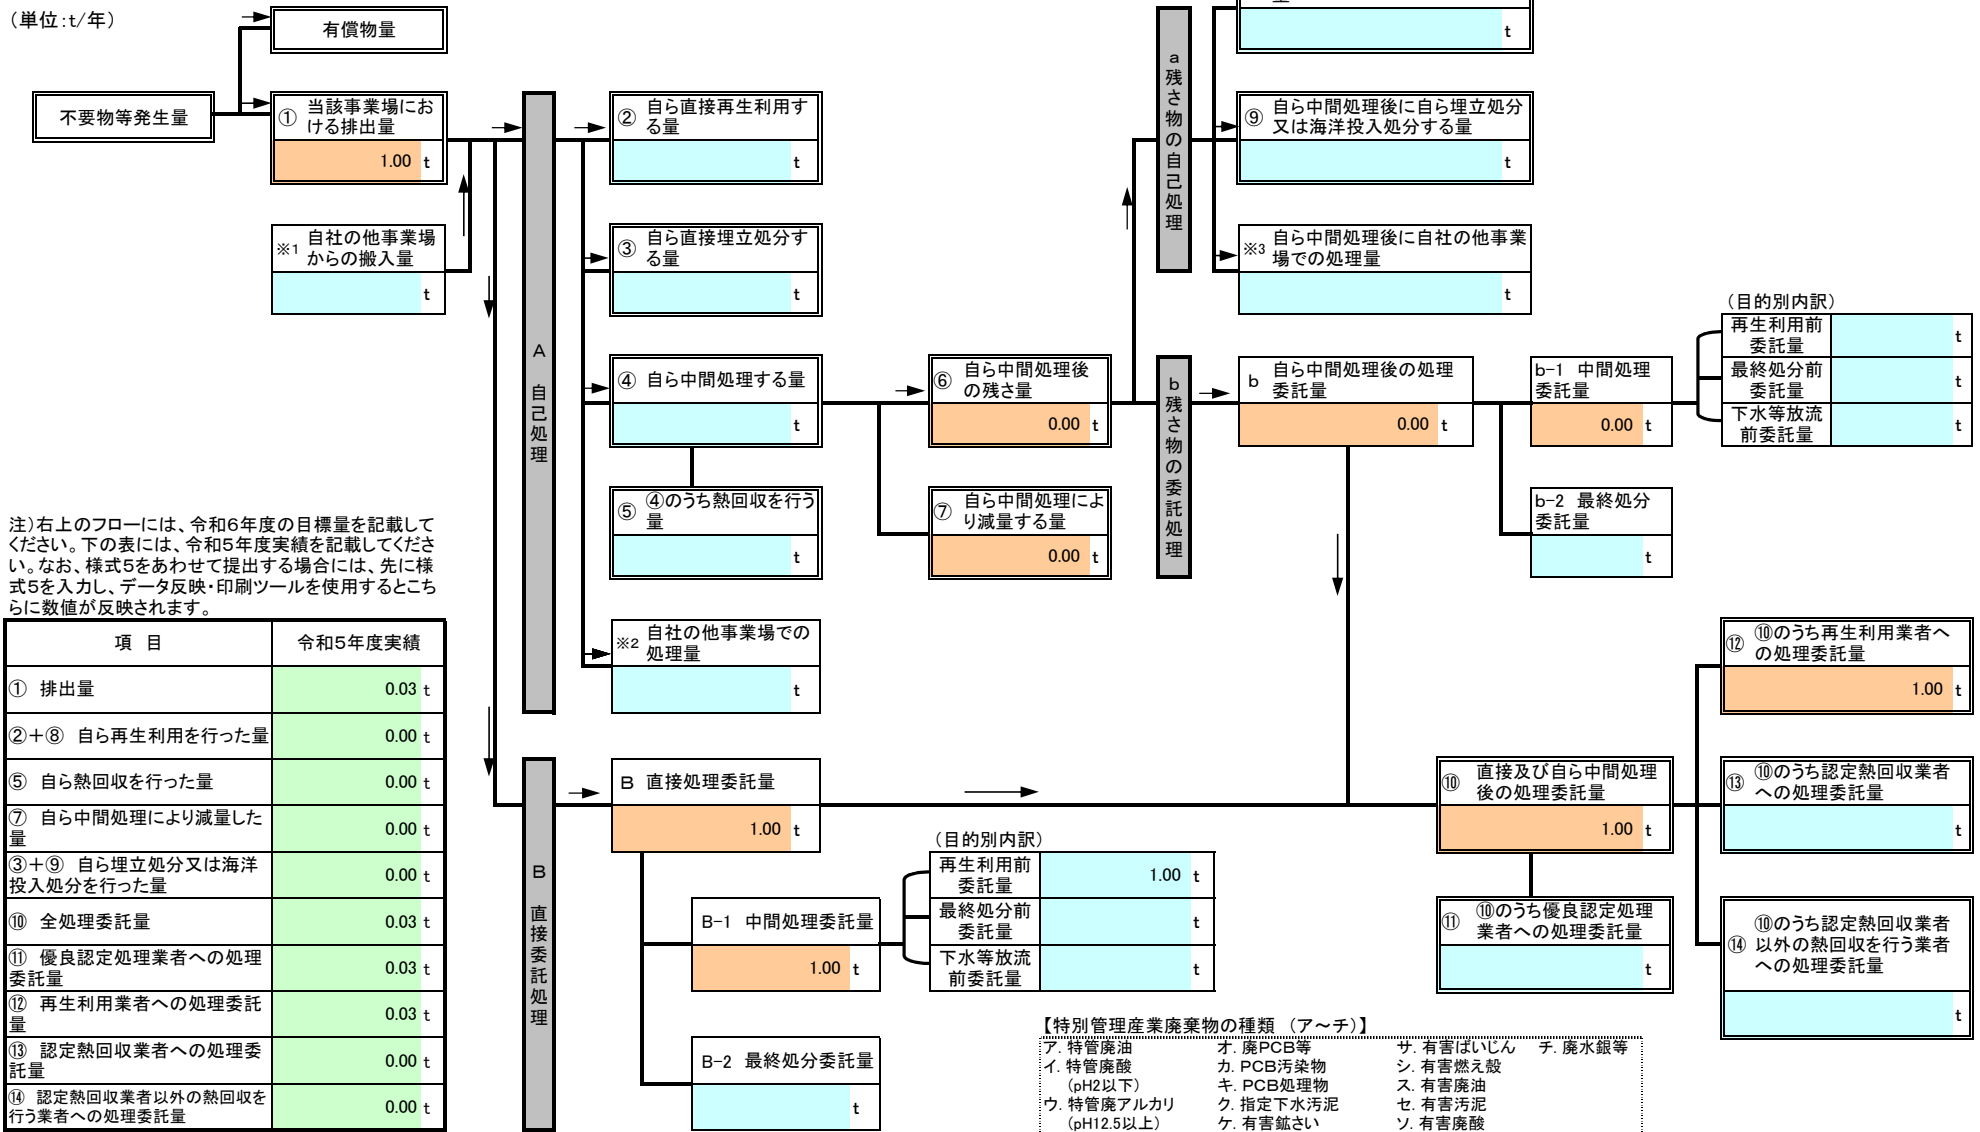 （単位：t/年）
有償物量
不要物等発生量
① 当該事業場にお
ける排出量
1.00 t
※1 自社の他事業場
からの搬入量
t
A 自己処理
② 自ら直接再生利用す
る量
t
③ 自ら直接埋立処分す
る量
t
④ 自ら中間処理する量
t
⑤ ④のうち熱回収を行う
量
t
※2 自社の他事業場での
処理量
t
⑥ 自ら中間処理後
の残さ量
0.00 t
⑦ 自ら中間処理によ
り減量する量
0.00 t
a 残さ物の自己処理
t
⑨ 自ら中間処理後に自ら埋立処分
又は海洋投入処分する量
t
※3 自ら中間処理後に自社の他事業
場での処理量
t
b 残さ物の委託処理
b 自ら中間処理後の処理
委託量
0.00 t
b-1 中間処理
委託量
0.00 t
b-2 最終処分
委託量
t
（目的別内訳）
再生利用前
委託量
t
最終処分前
委託量
t
下水等放流
前委託量
t
注）右上のフローには、令和6年度の目標量を記載して
ください。下の表には、令和5年度実績を記載してくださ
い。なお、様式5をあわせて提出する場合には、先に様
式5を入力し、データ反映・印刷ツールを使用するとこち
らに数値が反映されます。
項 目 令和5年度実績
① 排出量 0.03 t
②＋⑧ 自ら再生利用を行った量 0.00 t
⑤ 自ら熱回収を行った量 0.00 t
⑦ 自ら中間処理により減量した
量 0.00 t
③＋⑨ 自ら埋立処分又は海洋
投入処分を行った量 0.00 t
⑩ 全処理委託量 0.03 t
⑪ 優良認定処理業者への処理
委託量 0.03 t
⑫ 再生利用業者への処理委託
量 0.03 t
⑬ 認定熱回収業者への処理委
託量 0.00 t
⑭ 認定熱回収業者以外の熱回収を
行う業者への処理委託量 0.00 t
B 直接委託処理
B 直接処理委託量
1.00 t
B-1 中間処理委託量
1.00 t
B-2 最終処分委託量
t
（目的別内訳）
再生利用前
委託量
1.00 t
最終処分前
委託量
t
下水等放流
前委託量
t
⑩ 直接及び自ら中間処理
後の処理委託量
1.00 t
⑪ ⑩のうち優良認定処理
業者への処理委託量
t
⑫ ⑩のうち再生利用業者へ
の処理委託量
1.00 t
⑬ ⑩のうち認定熱回収業者
への処理委託量
t
⑭ ⑩のうち認定熱回収業者
以外の熱回収を行う業者
への処理委託量
t
【特別管理産業廃棄物の種類 （ア～チ）】
ア. 特管廃油 オ. 廃PCB等 サ. 有害ばいじん チ. 廃水銀等
イ. 特管廃酸 カ. PCB汚染物 シ. 有害燃え殻
（pH2以下） キ. PCB処理物 ス. 有害廃油
ウ. 特管廃アルカリ ク. 指定下水汚泥 セ. 有害汚泥
（pH12.5以上） ケ. 有害鉱さい ソ. 有害廃酸